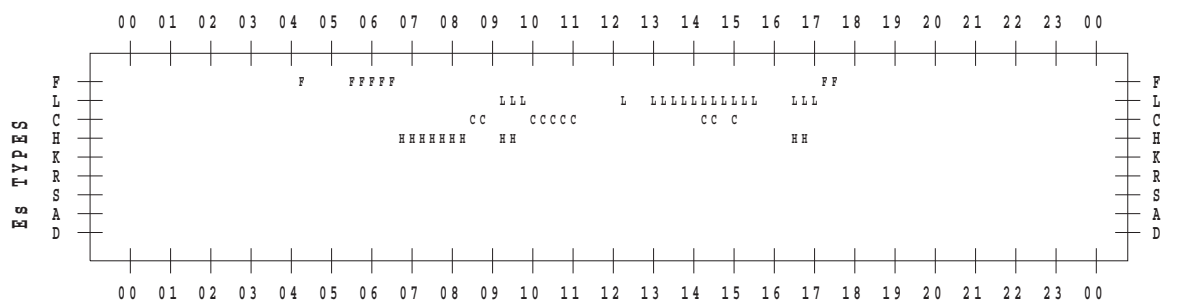 00 01 02 03 04 05 06 07 08 09 10 11 12 13 14 15 16 17 18 19 20 21 22 23 00
Es TYPES
F F FFFFF FF F
L LLL L LLLLLLLLLLL LLL L
C CC CCCCC CC C C
H HHHHHHH HH HH H
K K
R R
S S
A A
D D
00 01 02 03 04 05 06 07 08 09 10 11 12 13 14 15 16 17 18 19 20 21 22 23 00